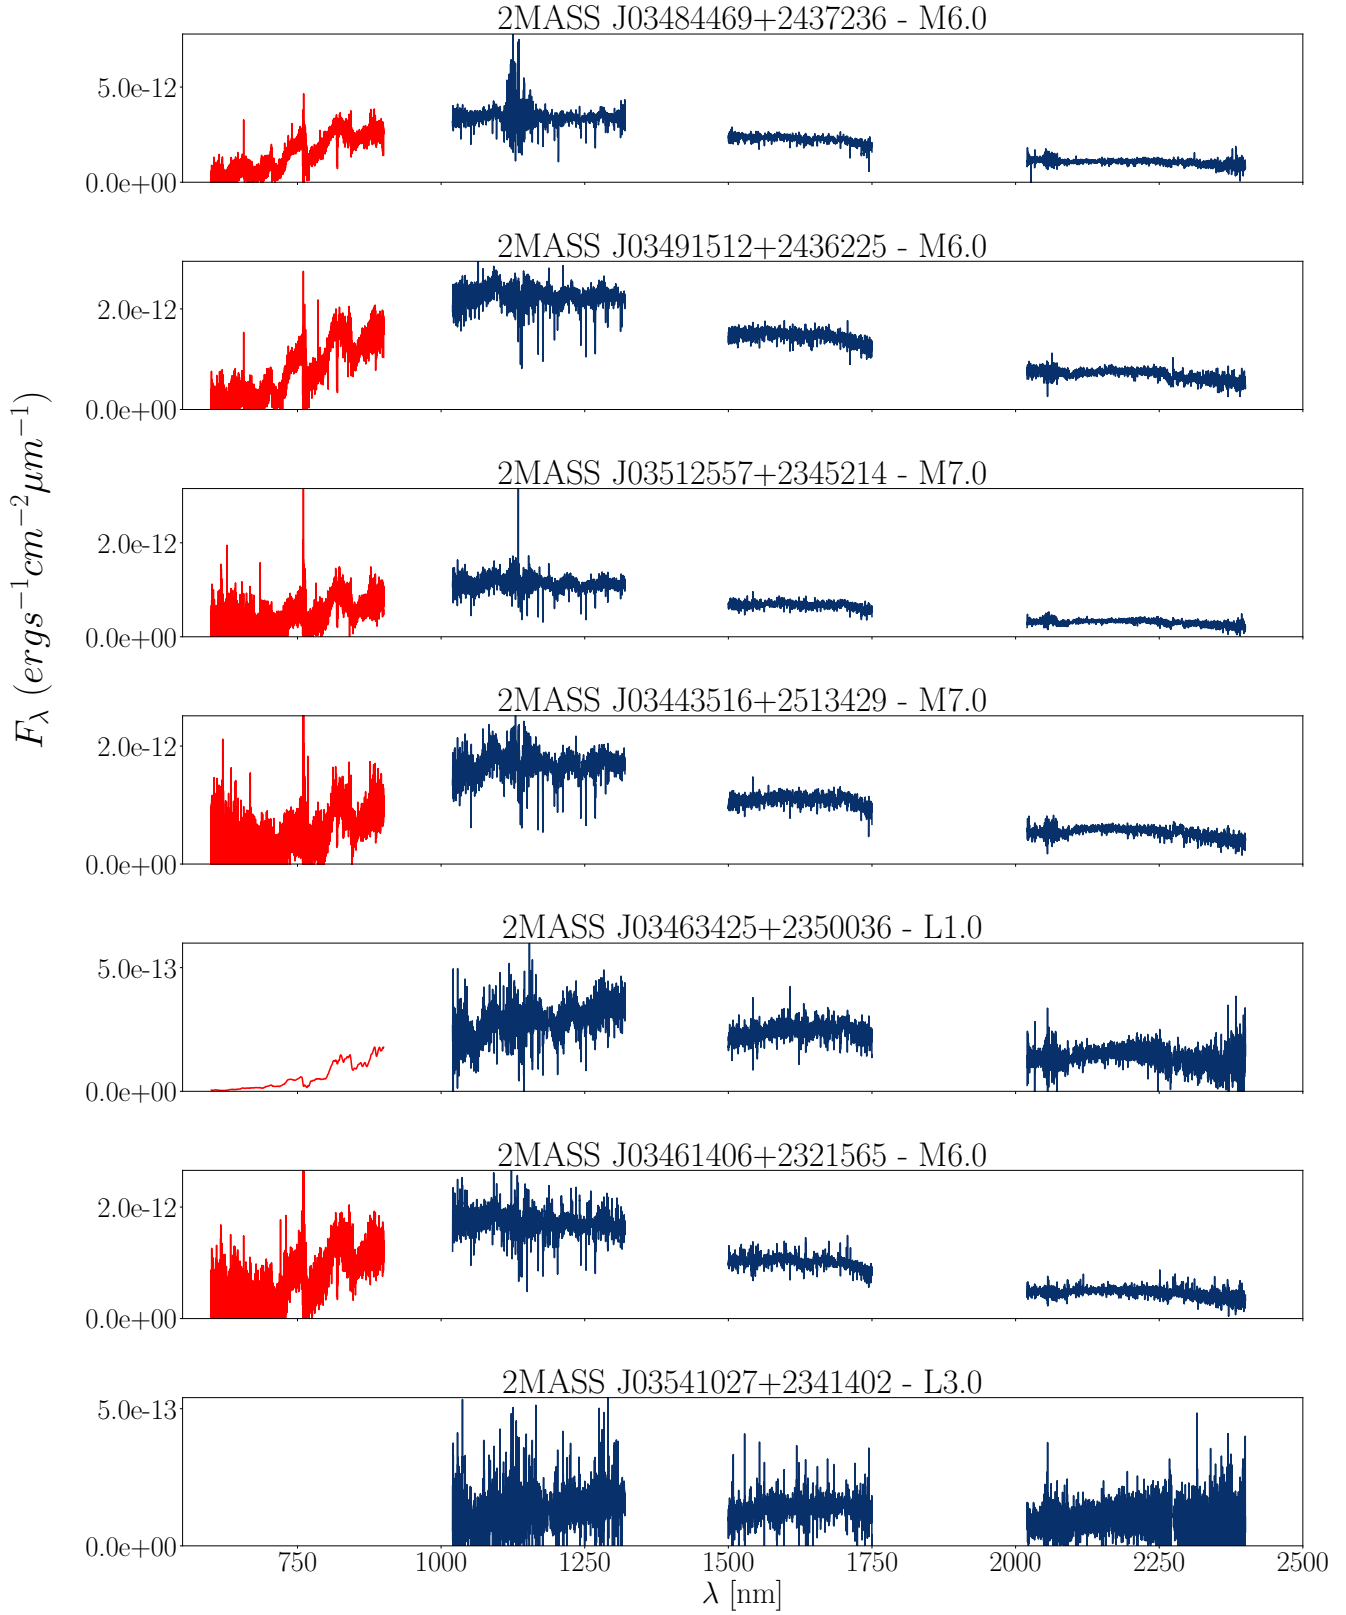 2MASS J03484469+2437236 - M6.0
5.0e-12
0.0e+00
2MASS J03491512+2436225 - M6.0
2.0e-12
0.0e+00
2MASS J03512557+2345214 - M7.0
2.0e-12
0.0e+00
2MASS J03443516+2513429 - M7.0
2.0e-12
0.0e+00
2MASS J03463425+2350036 - L1.0
5.0e-13
0.0e+00
2MASS J03461406+2321565 - M6.0
2.0e-12
0.0e+00
2MASS J03541027+2341402 - L3.0
5.0e-13
0.0e+00
750 1000 1250 1500 1750 2000 2250 2500
λ [nm]
F_λ (ergs⁻¹cm⁻²μm⁻¹)